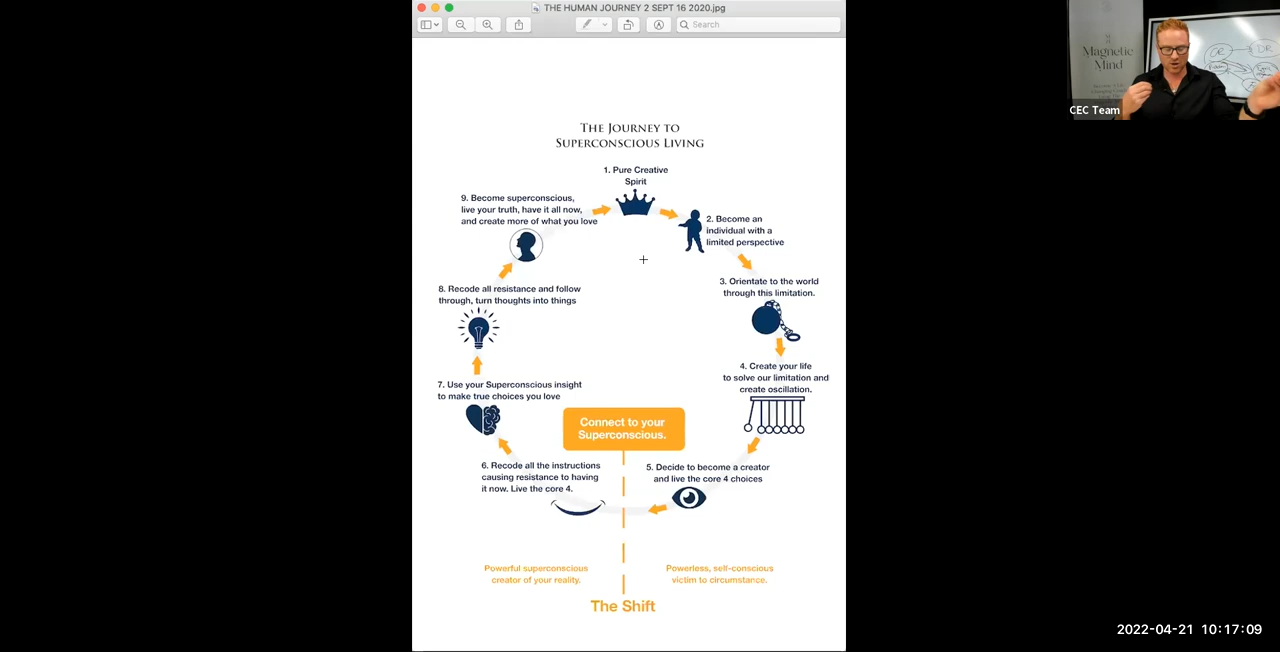 THE HUMAN JOURNEY 2 SEPT 16 2020.jpg
Search
Magnetic
Mind
DR
DR
CEC Team
THE JOURNEY TO
SUPERCONSCIOUS LIVING
1. Pure Creative
Spirit
2. Become an
individual with a
limited perspective
3. Orientate to the world
through this limitation.
4. Create your life
to solve our limitation and
create oscillation.
5. Decide to become a creator
and live the core 4 choices
6. Recode all the instructions
causing resistance to having
it now. Live the core 4.
7. Use your Superconscious insight
to make true choices you love
8. Recode all resistance and follow
through, turn thoughts into things
9. Become superconscious,
live your truth, have it all now,
and create more of what you love
Connect to your
Superconscious.
Powerful superconscious
creator of your reality.
Powerless, self-conscious
victim to circumstance.
The Shift
2022-04-21 10:17:09